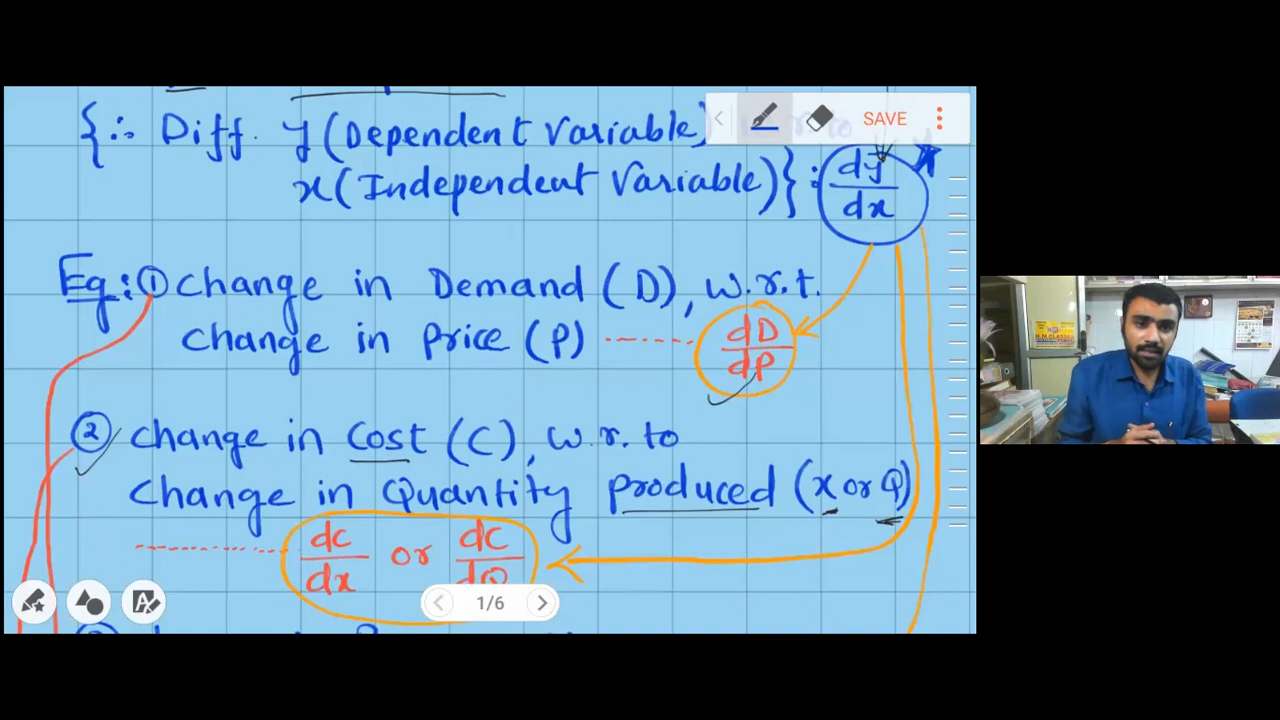 SAVE
{∴ Diff. y (Dependent Variable)
x (Independent Variable)} : dy/dx
Eg: ① Change in Demand (D), w.r.t.
change in Price (P) ------- dD/dP
② Change in Cost (C), w.r.to
Change in Quantity produced (x or Q)
------------ dc/dx or dC/dQ
1/6